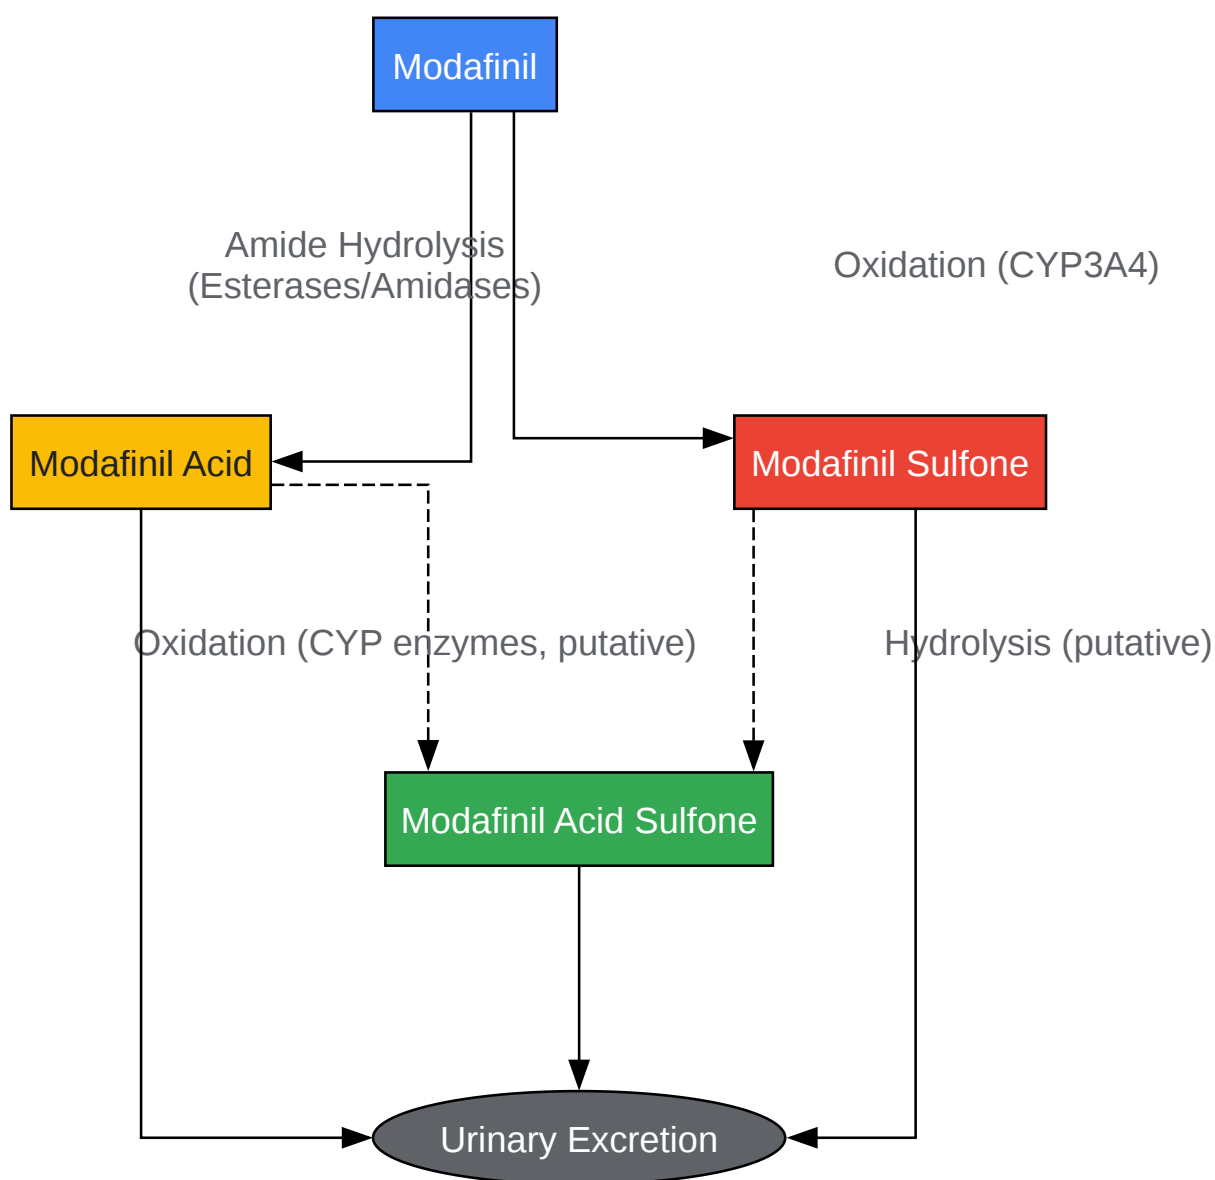 Modafinil
Amide Hydrolysis
(Esterases/Amidases)
Oxidation (CYP3A4)
Modafinil Acid
Modafinil Sulfone
Oxidation (CYP enzymes, putative)
Hydrolysis (putative)
Modafinil Acid Sulfone
Urinary Excretion